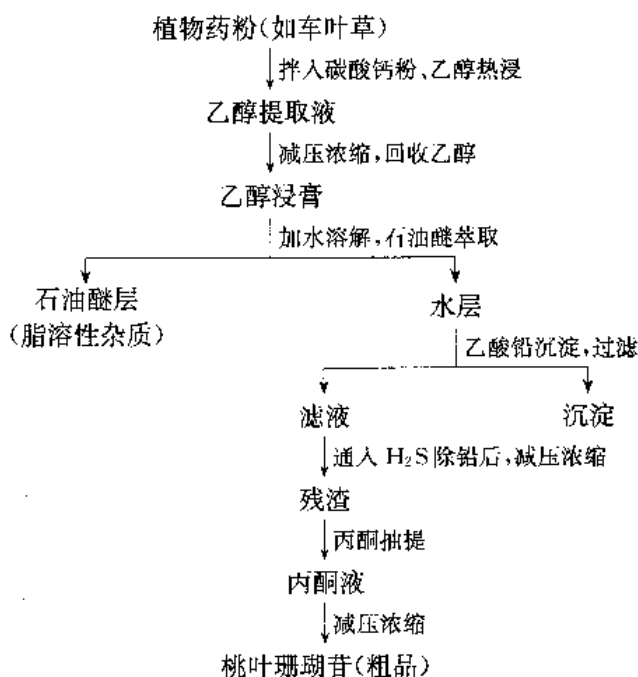 植物药粉(如车叶草)
拌入碳酸钙粉、乙醇热浸
乙醇提取液
减压浓缩,回收乙醇
乙醇浸膏
加水溶解,石油醚萃取
石油醚层
(脂溶性杂质)
水层
乙酸铅沉淀,过滤
滤液
沉淀
通入 H₂S 除铅后,减压浓缩
残渣
丙酮抽提
丙酮液
减压浓缩
桃叶珊瑚苷(粗品)